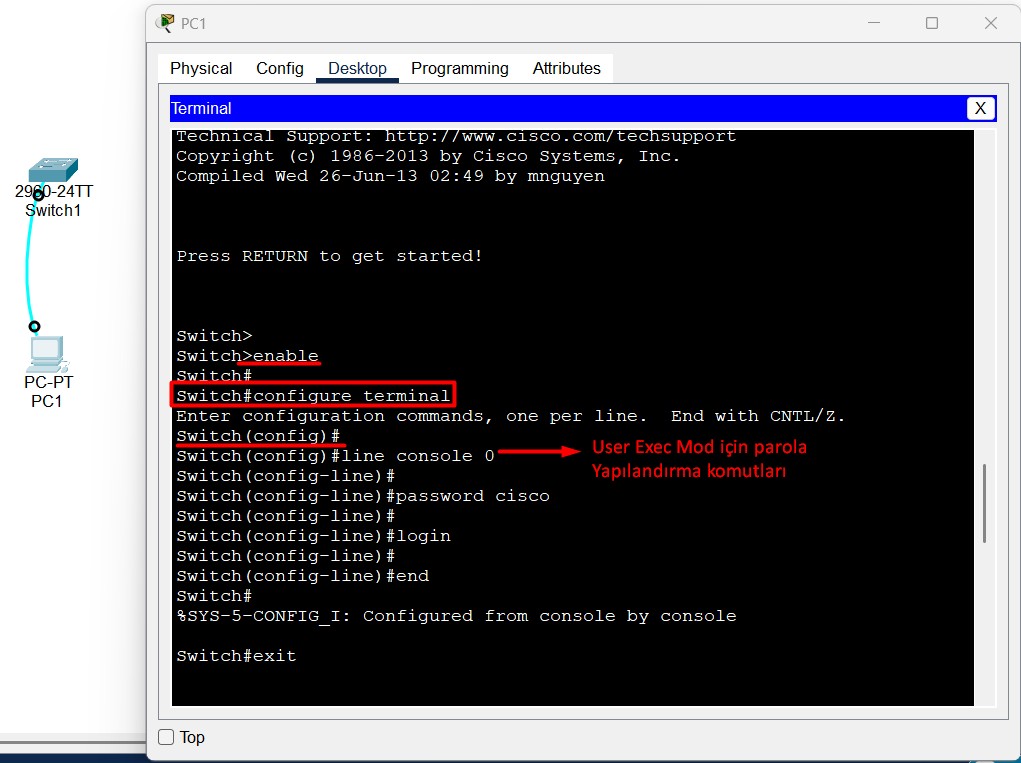 PC1
Physical Config Desktop Programming Attributes
Terminal X
Technical Support: http://www.cisco.com/techsupport
Copyright (c) 1986-2013 by Cisco Systems, Inc.
Compiled Wed 26-Jun-13 02:49 by mnguyen
Press RETURN to get started!
Switch>
Switch>enable
Switch#
Switch#configure terminal
Enter configuration commands, one per line.  End with CNTL/Z.
Switch(config)#
Switch(config)#line console 0
User Exec Mod için parola
Yapılandırma komutları
Switch(config-line)#
Switch(config-line)#password cisco
Switch(config-line)#
Switch(config-line)#login
Switch(config-line)#
Switch(config-line)#end
Switch#
%SYS-5-CONFIG_I: Configured from console by console
Switch#exit
Top
2960-24TT
Switch1
PC-PT
PC1